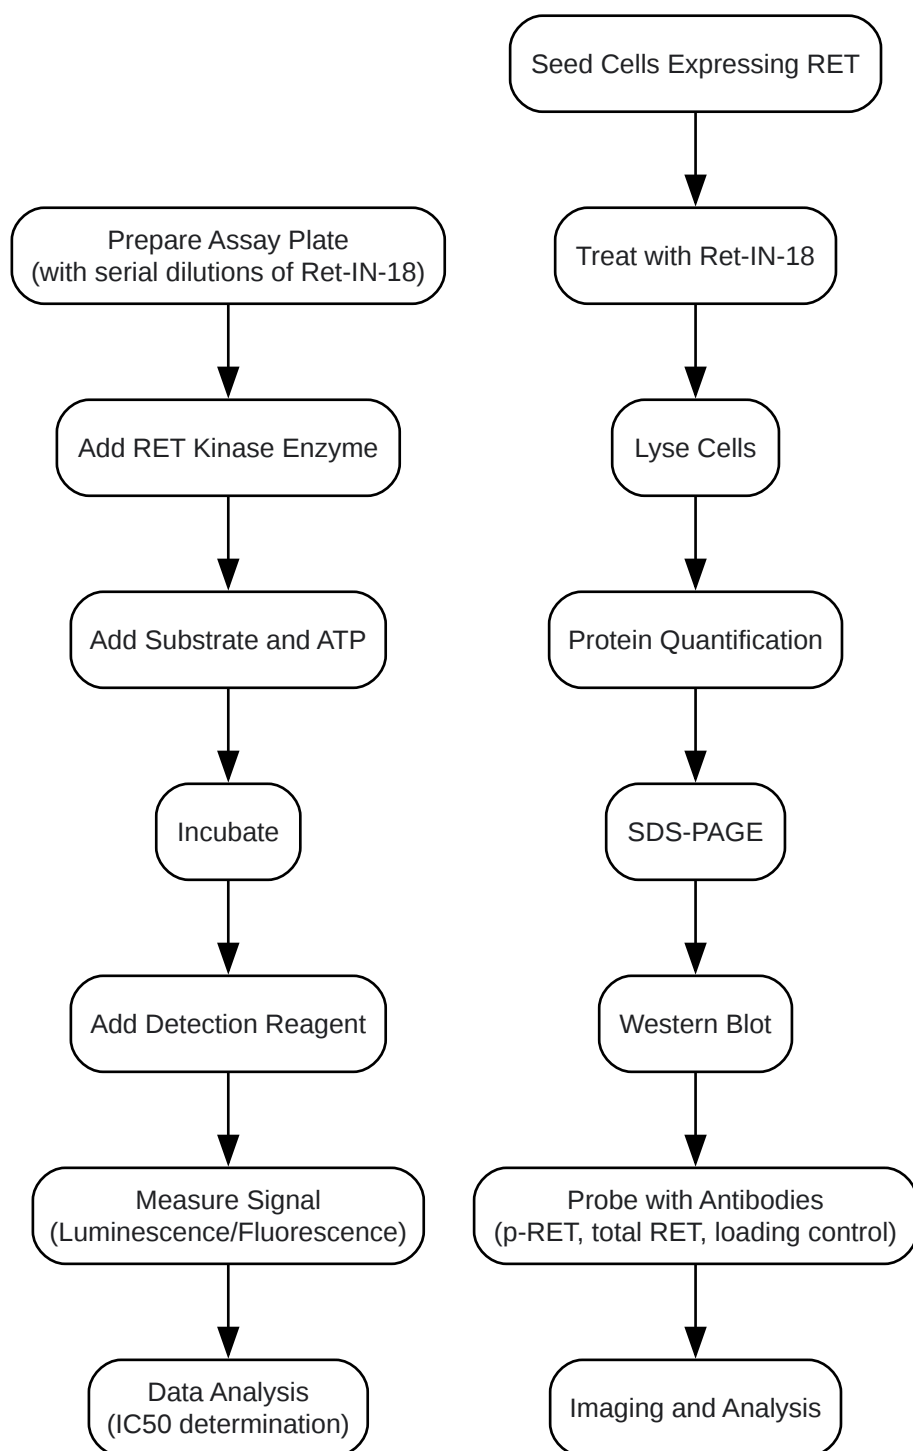 Prepare Assay Plate
(with serial dilutions of Ret-IN-18)
Add RET Kinase Enzyme
Add Substrate and ATP
Incubate
Add Detection Reagent
Measure Signal
(Luminescence/Fluorescence)
Data Analysis
(IC50 determination)
Seed Cells Expressing RET
Treat with Ret-IN-18
Lyse Cells
Protein Quantification
SDS-PAGE
Western Blot
Probe with Antibodies
(p-RET, total RET, loading control)
Imaging and Analysis